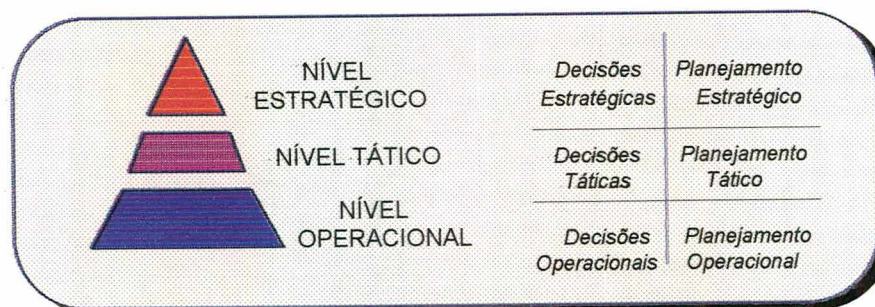 NÍVEL
ESTRATÉGICO
Decisões
Estratégicas
Planejamento
Estratégico
NÍVEL TÁTICO
Decisões
Táticas
Planejamento
Tático
NÍVEL
OPERACIONAL
Decisões
Operacionais
Planejamento
Operacional